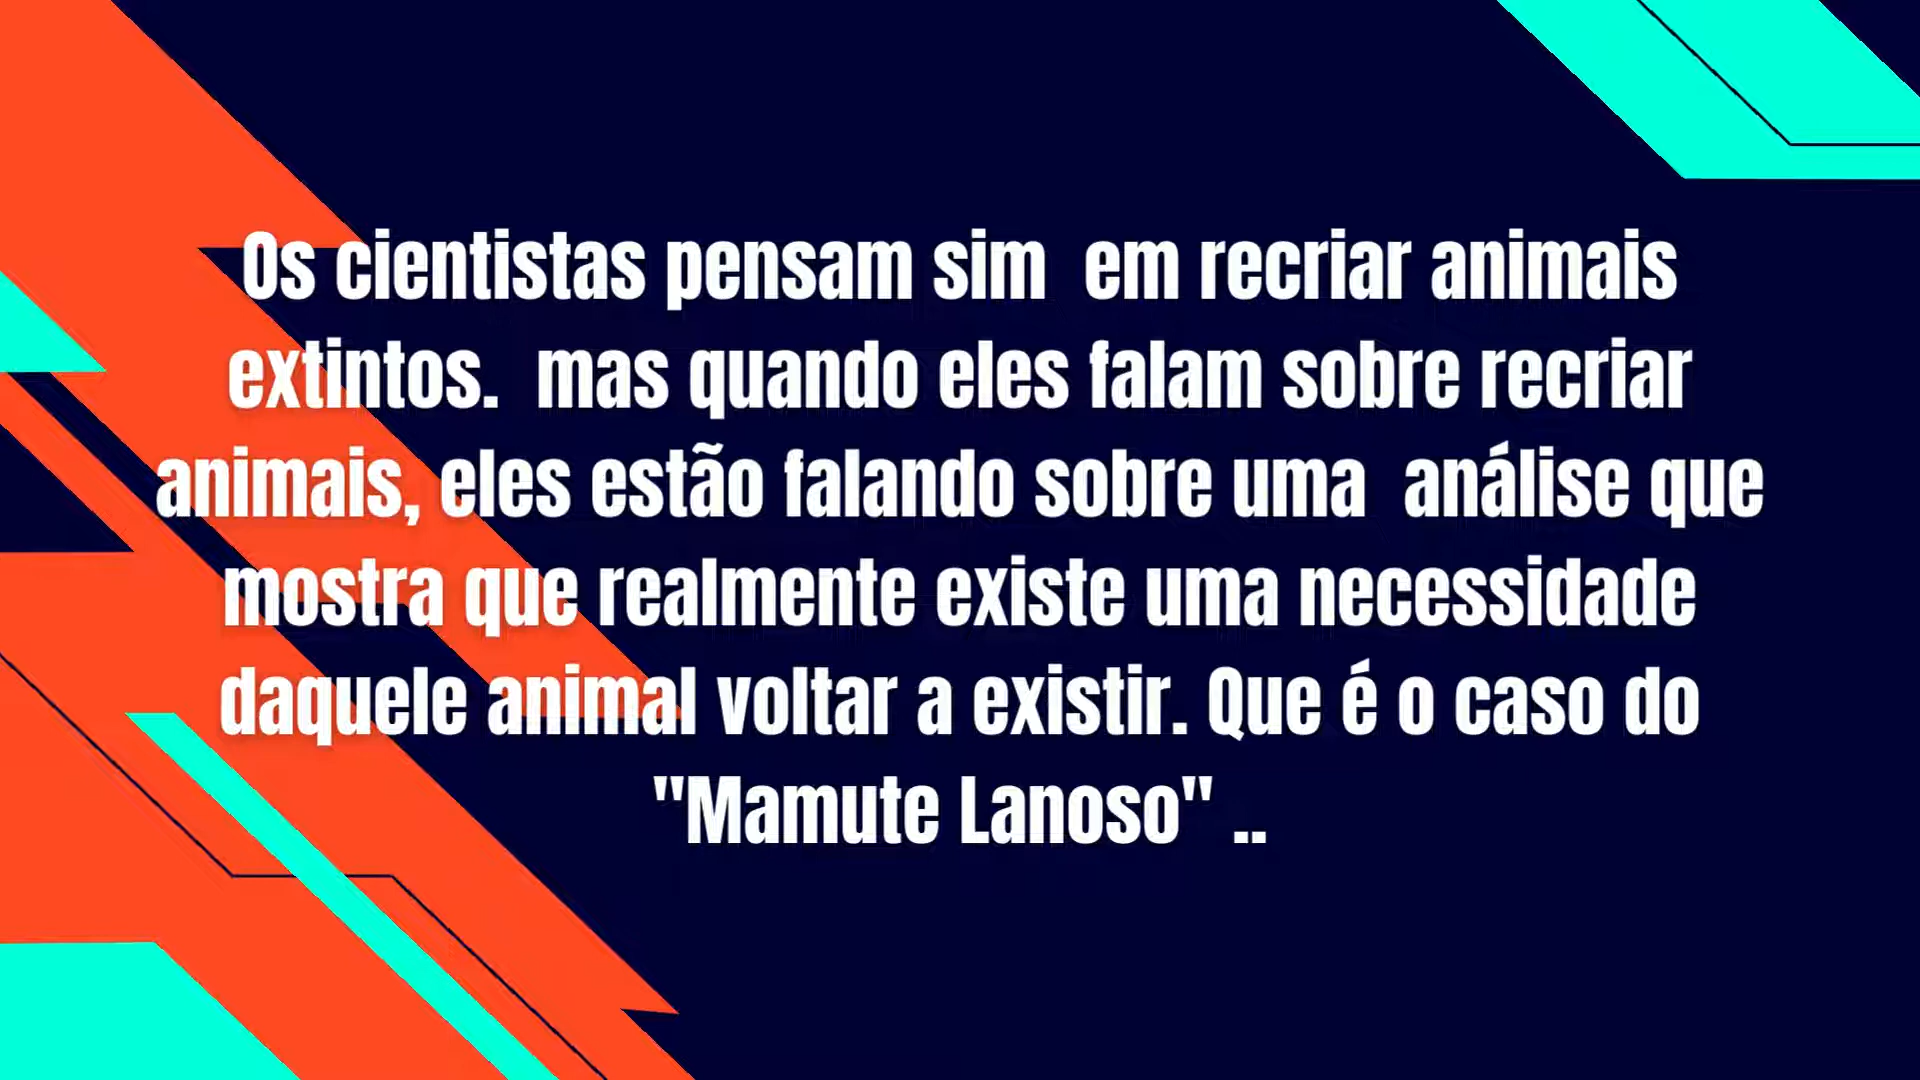 Os cientistas pensam sim  em recriar animais
extintos.  mas quando eles falam sobre recriar
animais, eles estão falando sobre uma  análise que
mostra que realmente existe uma necessidade
daquele animal voltar a existir. Que é o caso do
"Mamute Lanoso" ..